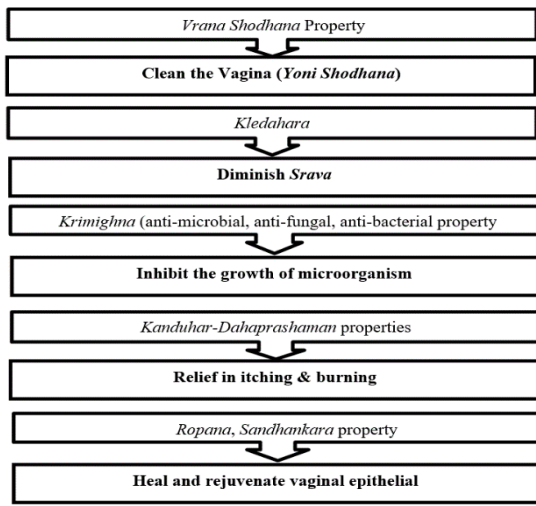 Vrana Shodhana Property
Clean the Vagina (Yoni Shodhana)
Kledahara
Diminish Srava
Krimighna (anti-microbial, anti-fungal, anti-bacterial property
Inhibit the growth of microorganism
Kanduhar-Dahaprashaman properties
Relief in itching & burning
Ropana, Sandhankara property
Heal and rejuvenate vaginal epithelial